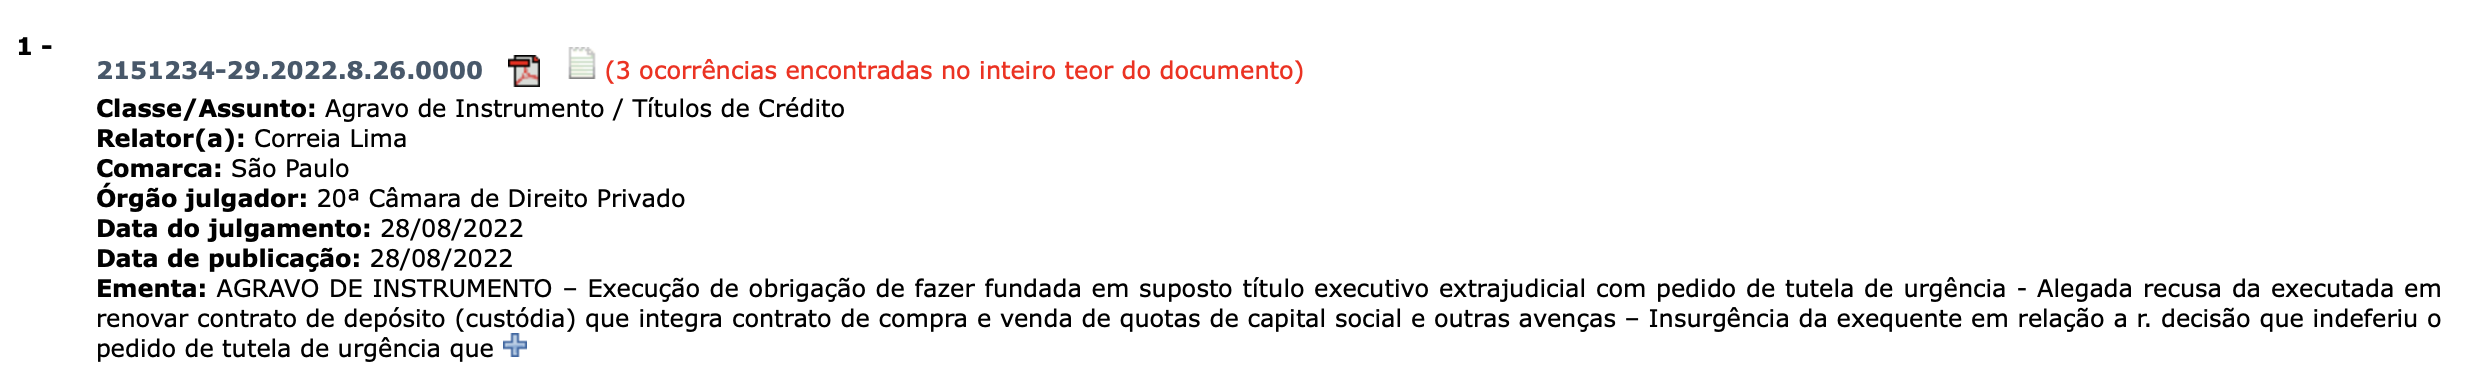 1 -
2151234-29.2022.8.26.0000 (3 ocorrências encontradas no inteiro teor do documento)
Classe/Assunto: Agravo de Instrumento / Títulos de Crédito
Relator(a): Correia Lima
Comarca: São Paulo
Órgão julgador: 20ª Câmara de Direito Privado
Data do julgamento: 28/08/2022
Data de publicação: 28/08/2022
Ementa: AGRAVO DE INSTRUMENTO – Execução de obrigação de fazer fundada em suposto título executivo extrajudicial com pedido de tutela de urgência - Alegada recusa da executada em
renovar contrato de depósito (custódia) que integra contrato de compra e venda de quotas de capital social e outras avenças – Insurgência da exequente em relação a r. decisão que indeferiu o
pedido de tutela de urgência que